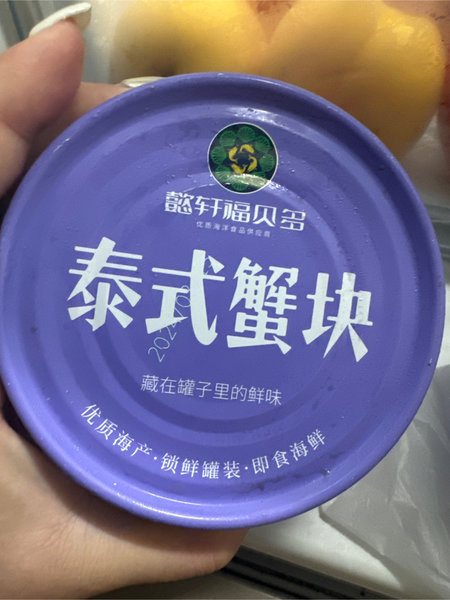 懿轩福贝多
优质海洋食品供应商
泰式蟹块
藏在罐子里的鲜味
优质海产·锁鲜罐装·即食海鲜